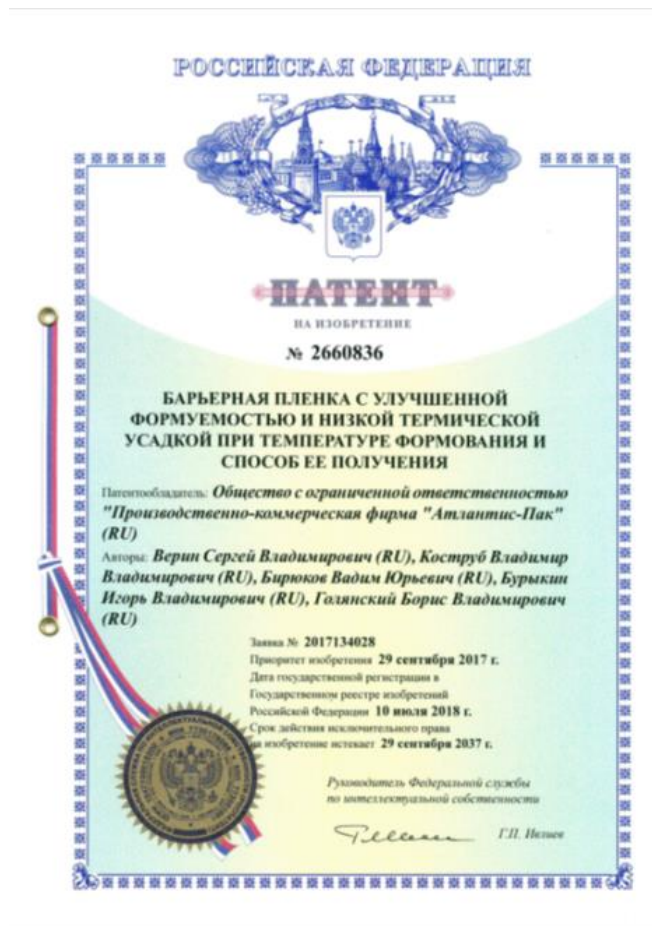 РОССИЙСКАЯ ФЕДЕРАЦИЯ
ПАТЕНТ
НА ИЗОБРЕТЕНИЕ
№ 2660836
БАРЬЕРНАЯ ПЛЕНКА С УЛУЧШЕННОЙ
ФОРМУЕМОСТЬЮ И НИЗКОЙ ТЕРМИЧЕСКОЙ
УСАДКОЙ ПРИ ТЕМПЕРАТУРЕ ФОРМОВАНИЯ И
СПОСОБ ЕЕ ПОЛУЧЕНИЯ
Патентообладатель: Общество с ограниченной ответственностью
"Производственно-коммерческая фирма "Атлантис-Пак"
(RU)
Авторы: Верин Сергей Владимирович (RU), Коструб Владимир
Владимирович (RU), Бирюков Вадим Юрьевич (RU), Бурыкин
Игорь Владимирович (RU), Голянский Борис Владимирович
(RU)
Заявка № 2017134028
Приоритет изобретения 29 сентября 2017 г.
Дата государственной регистрации в
Государственном реестре изобретений
Российской Федерации 10 июля 2018 г.
Срок действия исключительного права
на изобретение истекает 29 сентября 2037 г.
Руководитель Федеральной службы
по интеллектуальной собственности
Г.П. Ивлиев